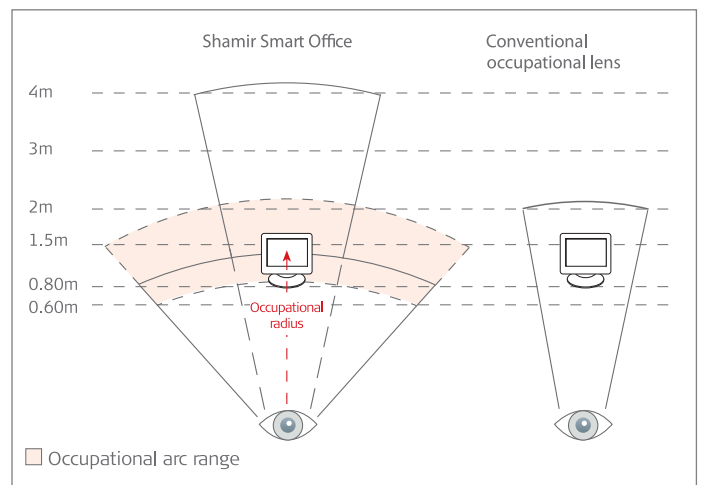 Shamir Smart Office
Conventional
occupational lens
4m
3m
2m
1.5m
0.80m
0.60m
Occupational
radius
Occupational arc range